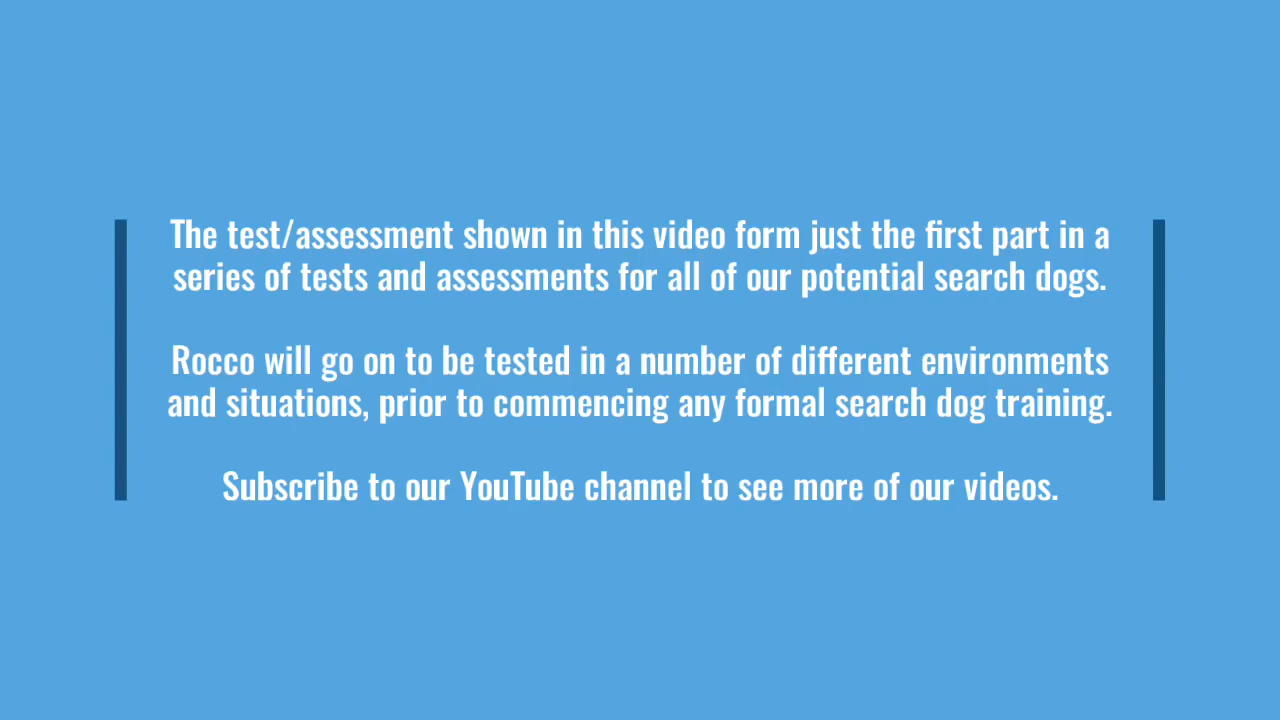 The test/assessment shown in this video form just the first part in a
series of tests and assessments for all of our potential search dogs.
Rocco will go on to be tested in a number of different environments
and situations, prior to commencing any formal search dog training.
Subscribe to our YouTube channel to see more of our videos.